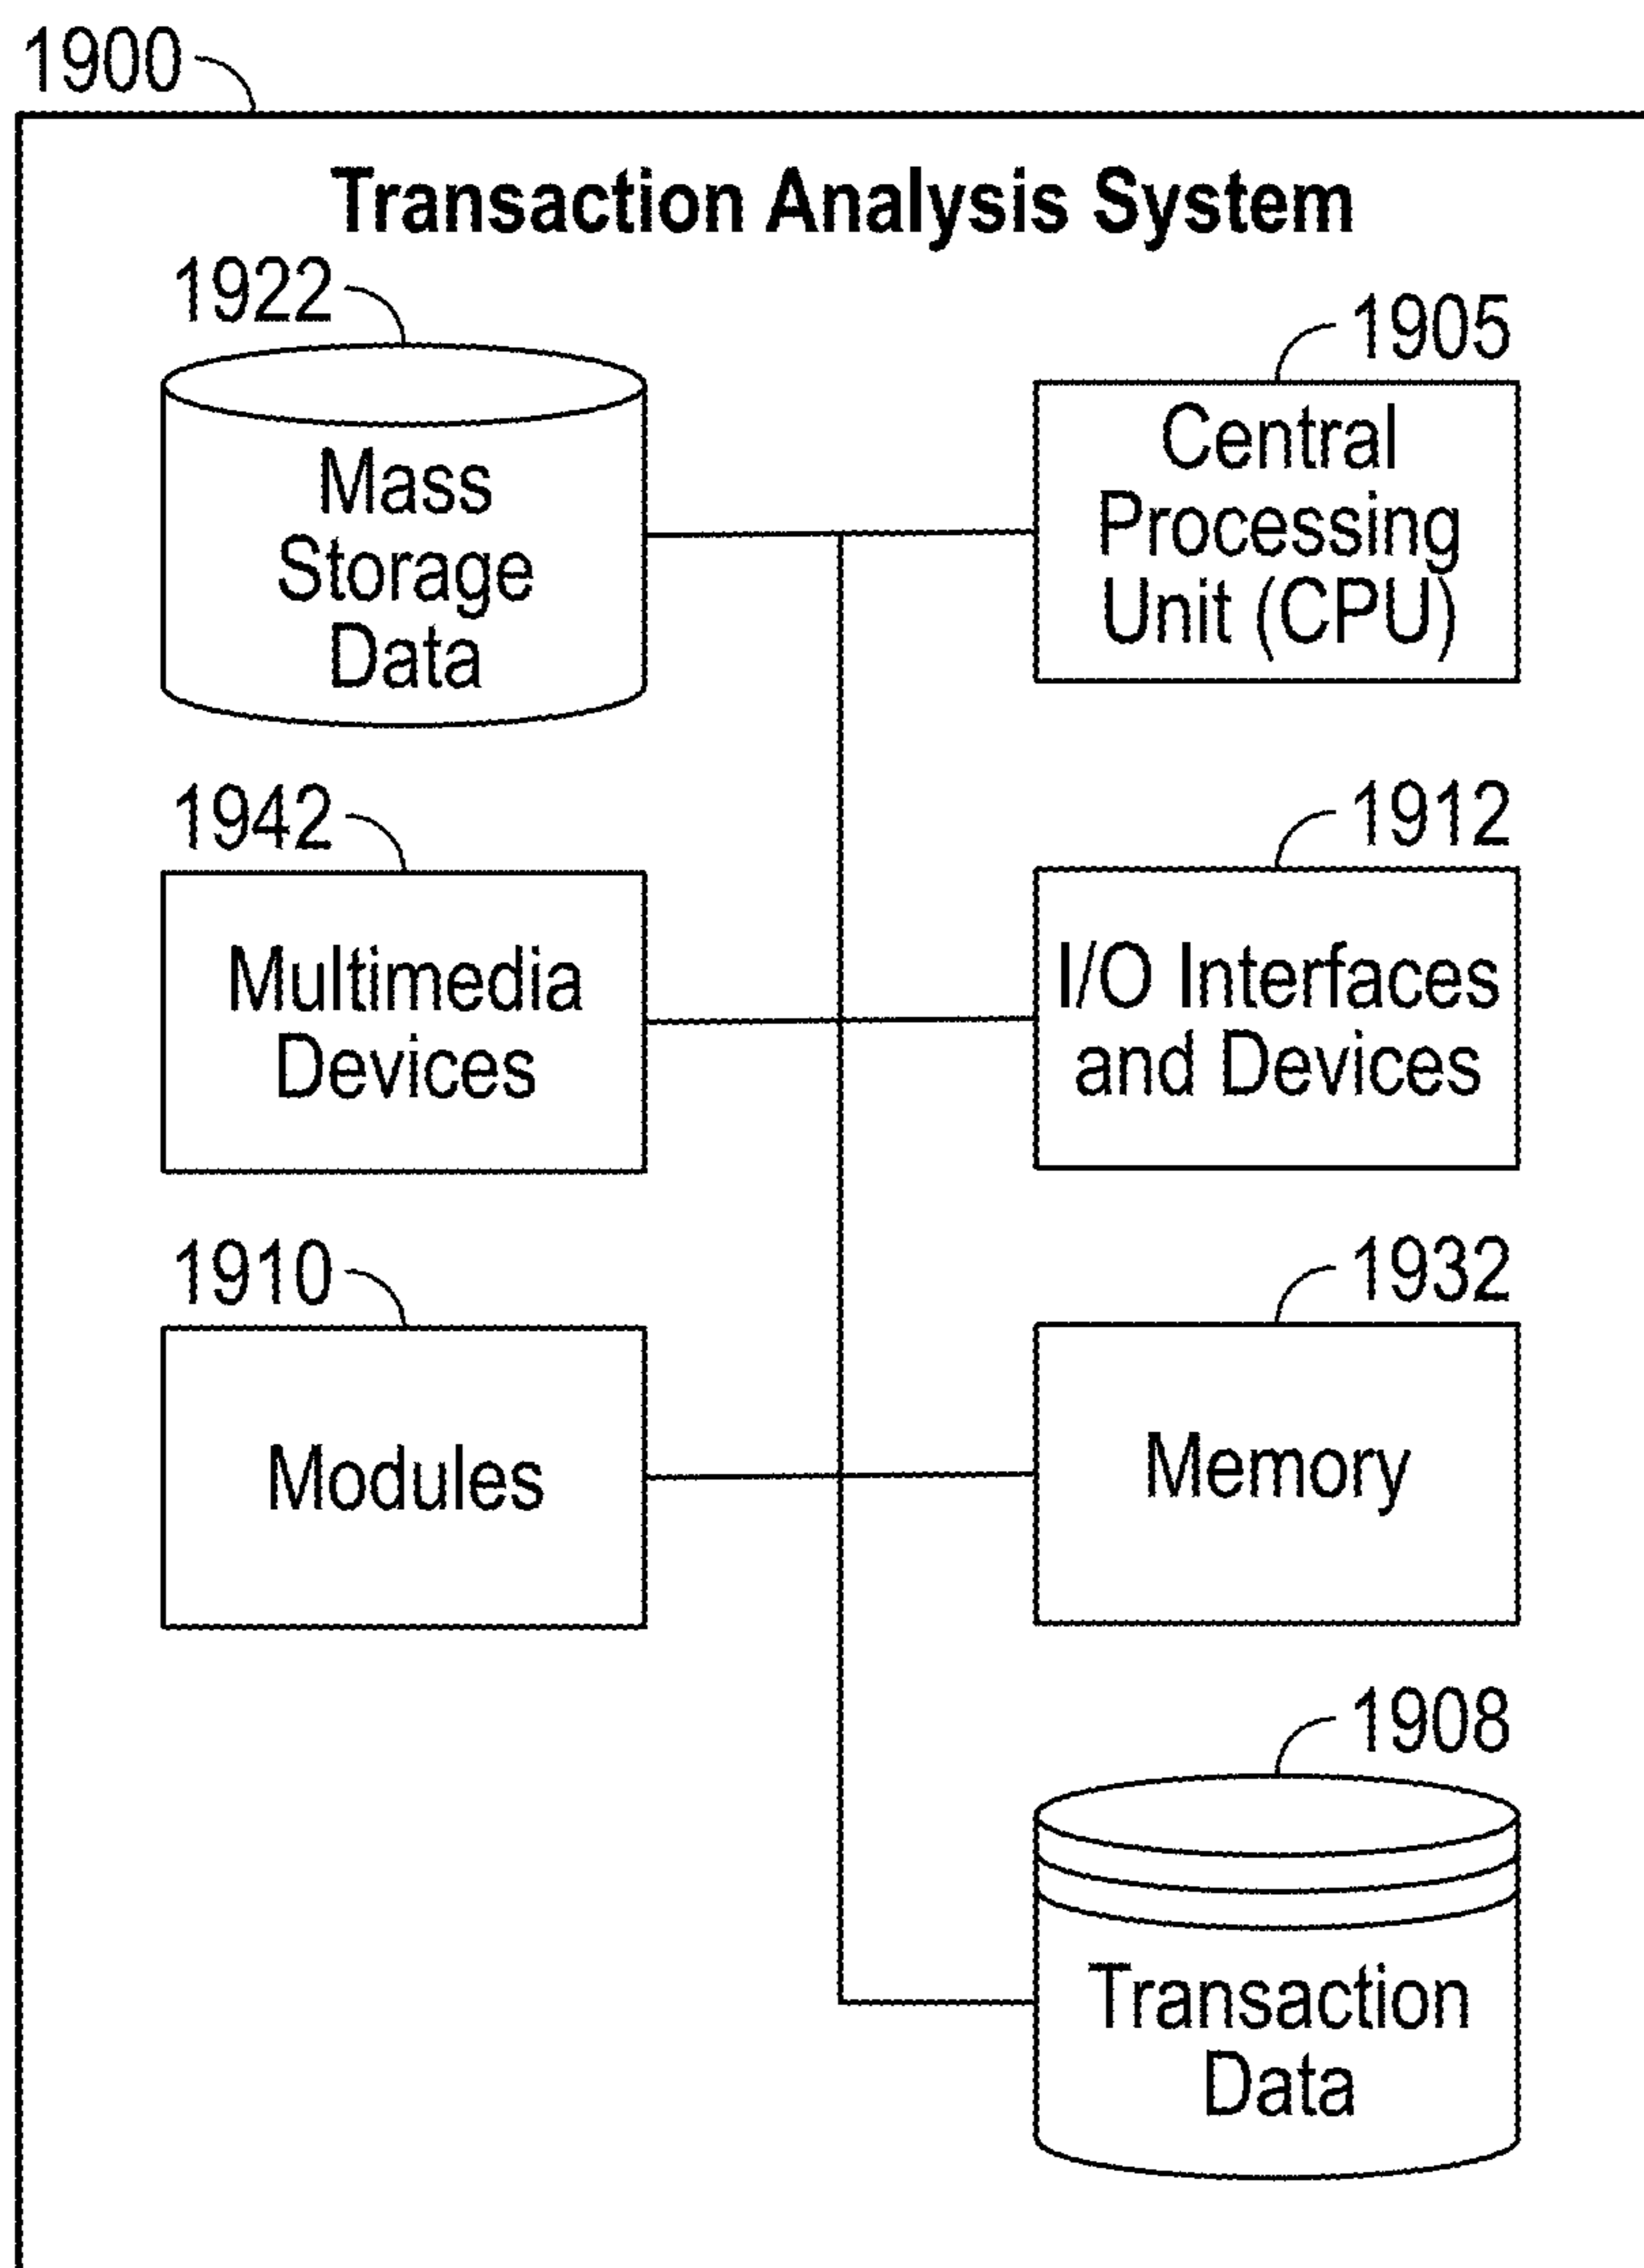 1900
Transaction Analysis System
1922
1905
Mass
Storage
Data
Central
Processing
Unit (CPU)
1942
1912
Multimedia
Devices
I/O Interfaces
and Devices
1910
1932
Modules
Memory
1908
Transaction
Data